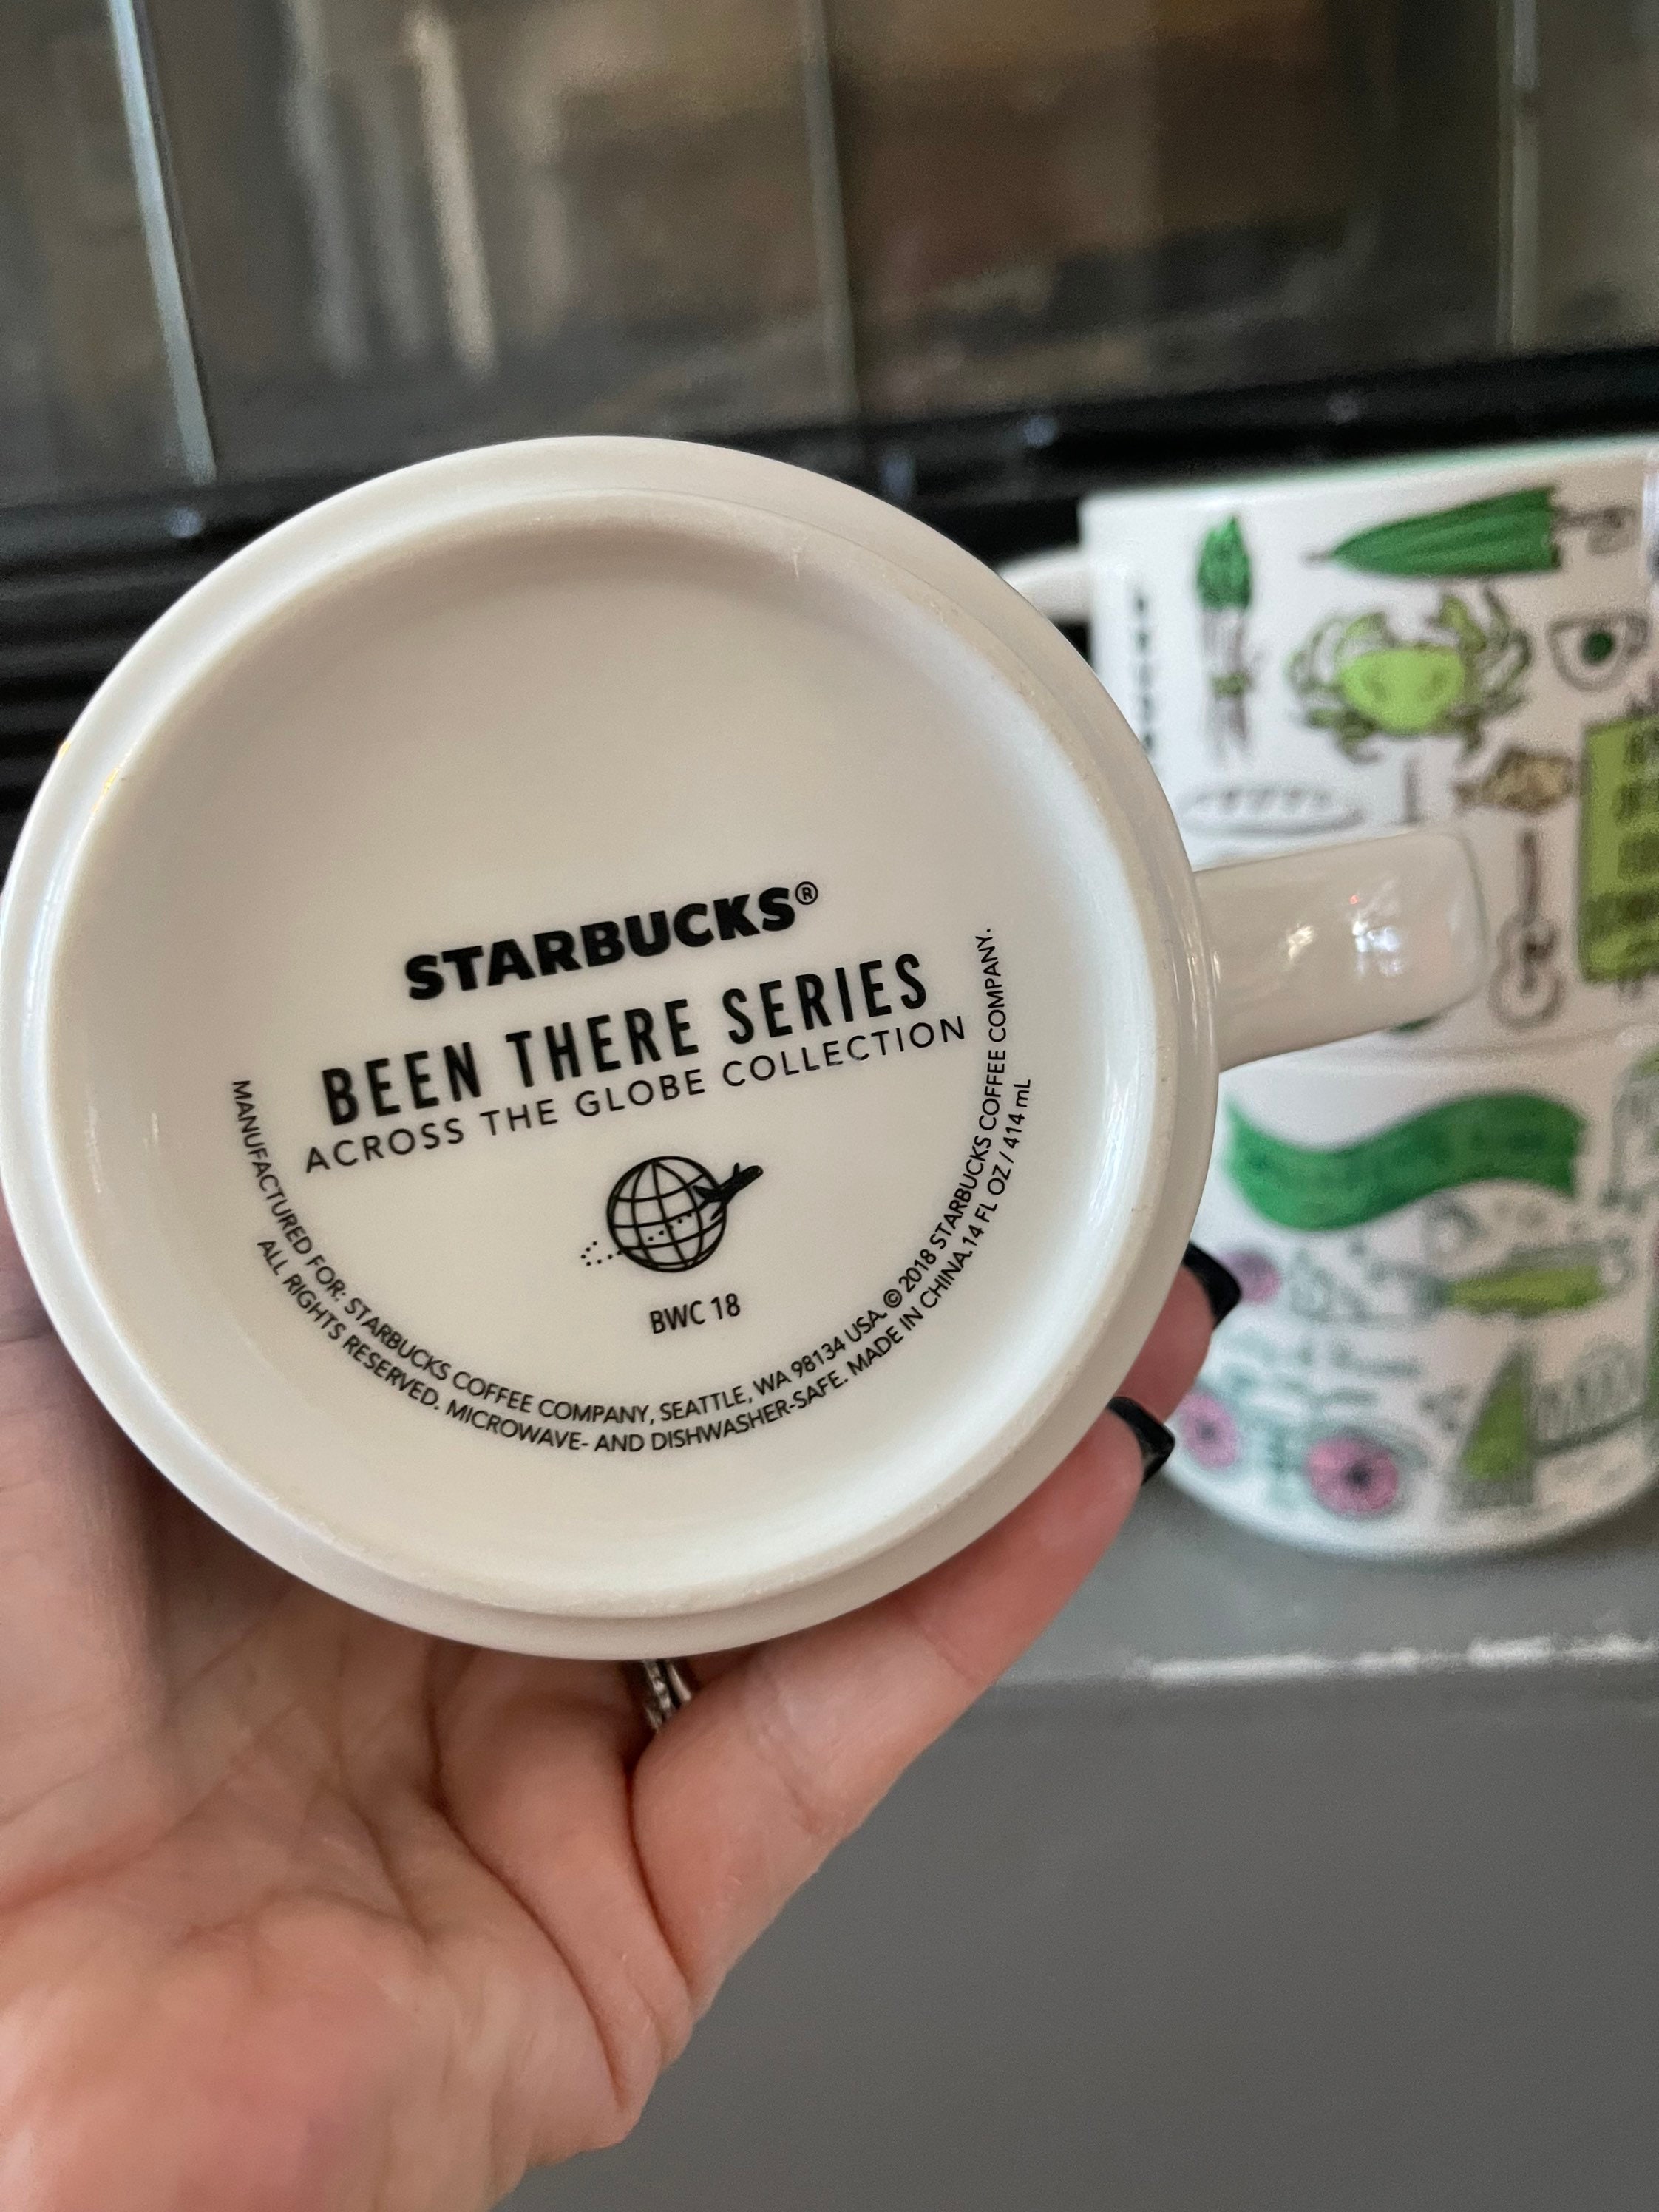 STARBUCKS®
BEEN THERE SERIES
ACROSS THE GLOBE COLLECTION
BWC 18
MANUFACTURED FOR: STARBUCKS COFFEE COMPANY, SEATTLE, WA 98134 USA. © 2018 STARBUCKS COFFEE COMPANY.
ALL RIGHTS RESERVED. MICROWAVE- AND DISHWASHER-SAFE. MADE IN CHINA.14 FL OZ / 414 mL